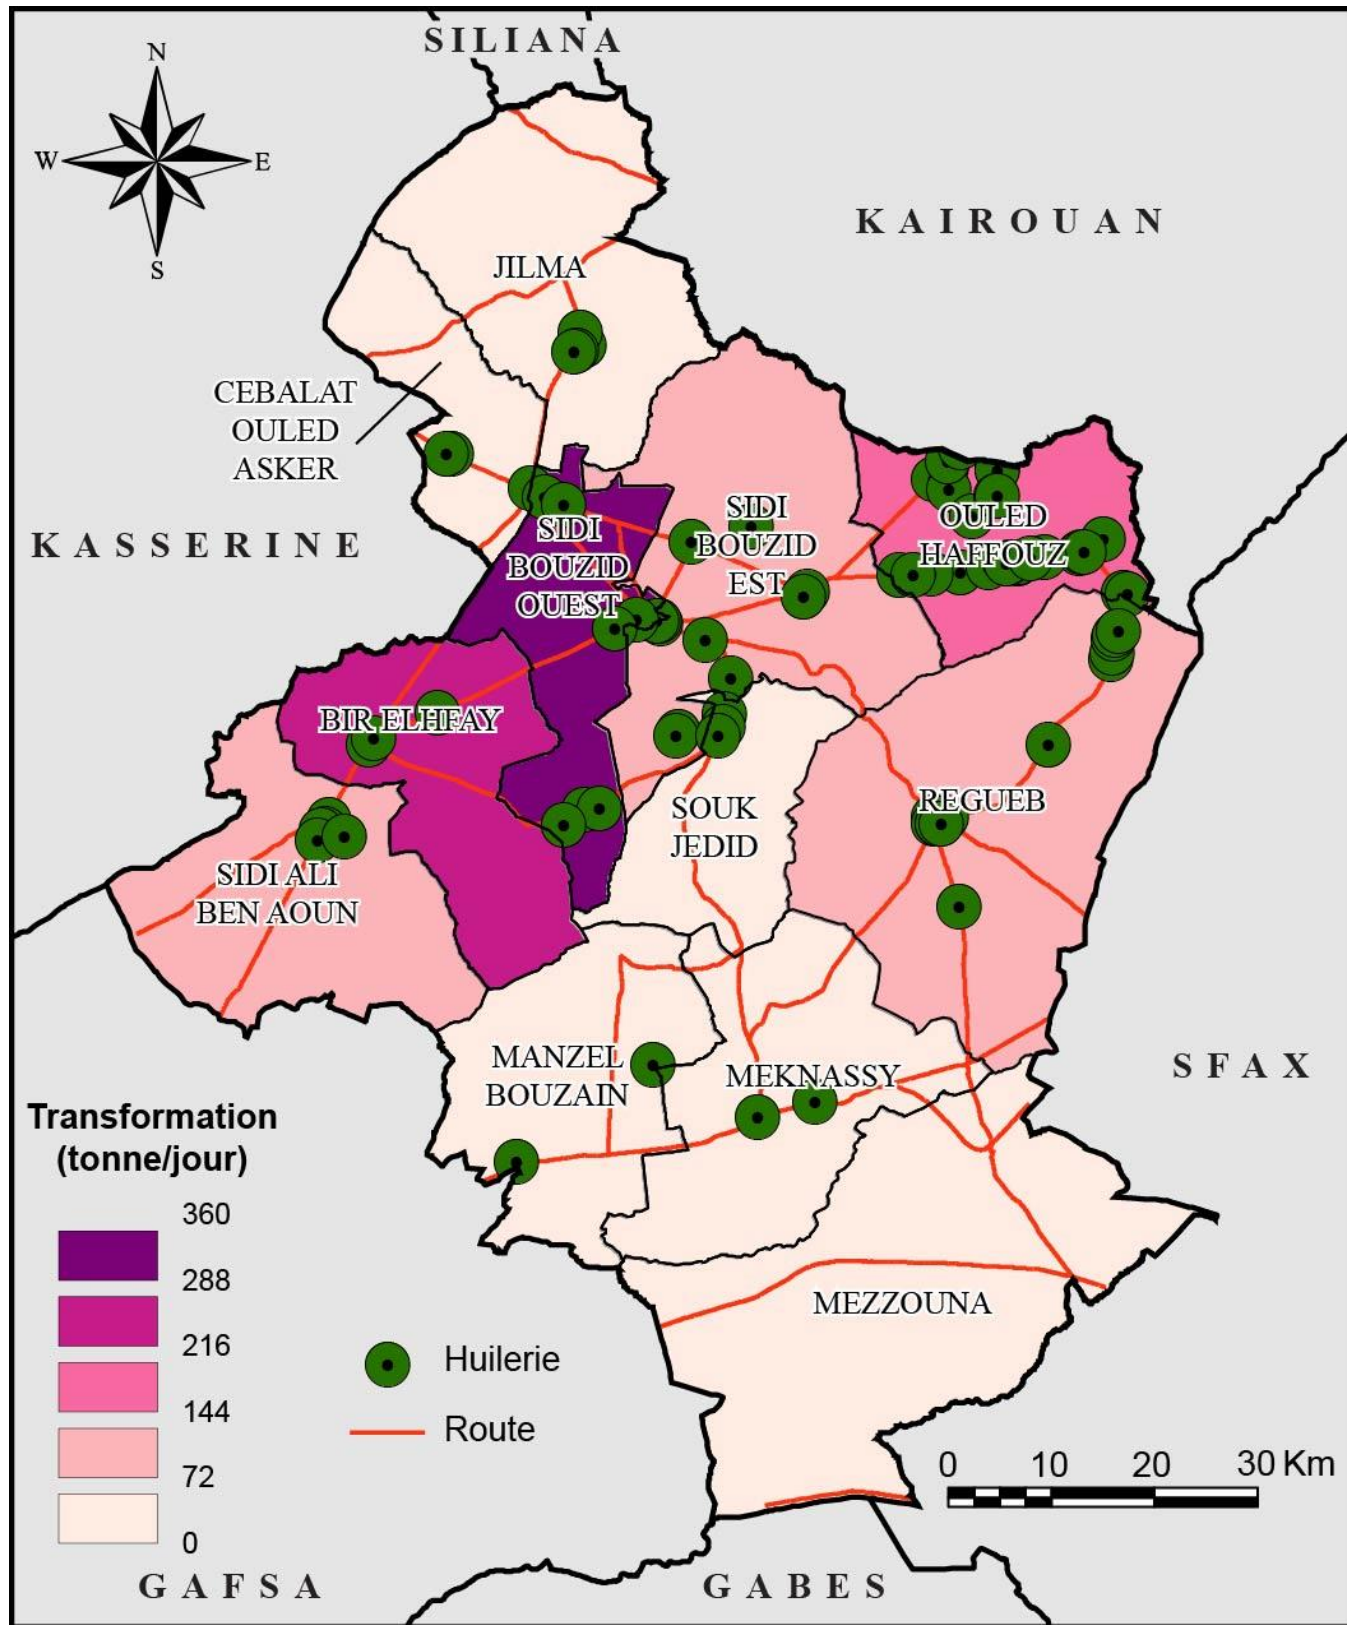 SILIANA
N
W
E
S
KAIROUAN
JILMA
CEBALAT
OULED
ASKER
KASSERINE
SIDI
BOUZID
OUEST
SIDI
BOUZID
EST
OULED
HAFFOUZ
BIR ELHFAY
SOUK
JEDID
REGUEB
SIDI ALI
BEN AOUN
MANZEL
BOUZAIN
MEKNASSY
SFAX
MEZZOUNA
Transformation
(tonne/jour)
360
288
216
144
72
0
Huilerie
Route
0 10 20 30 Km
GAFSA
GABES